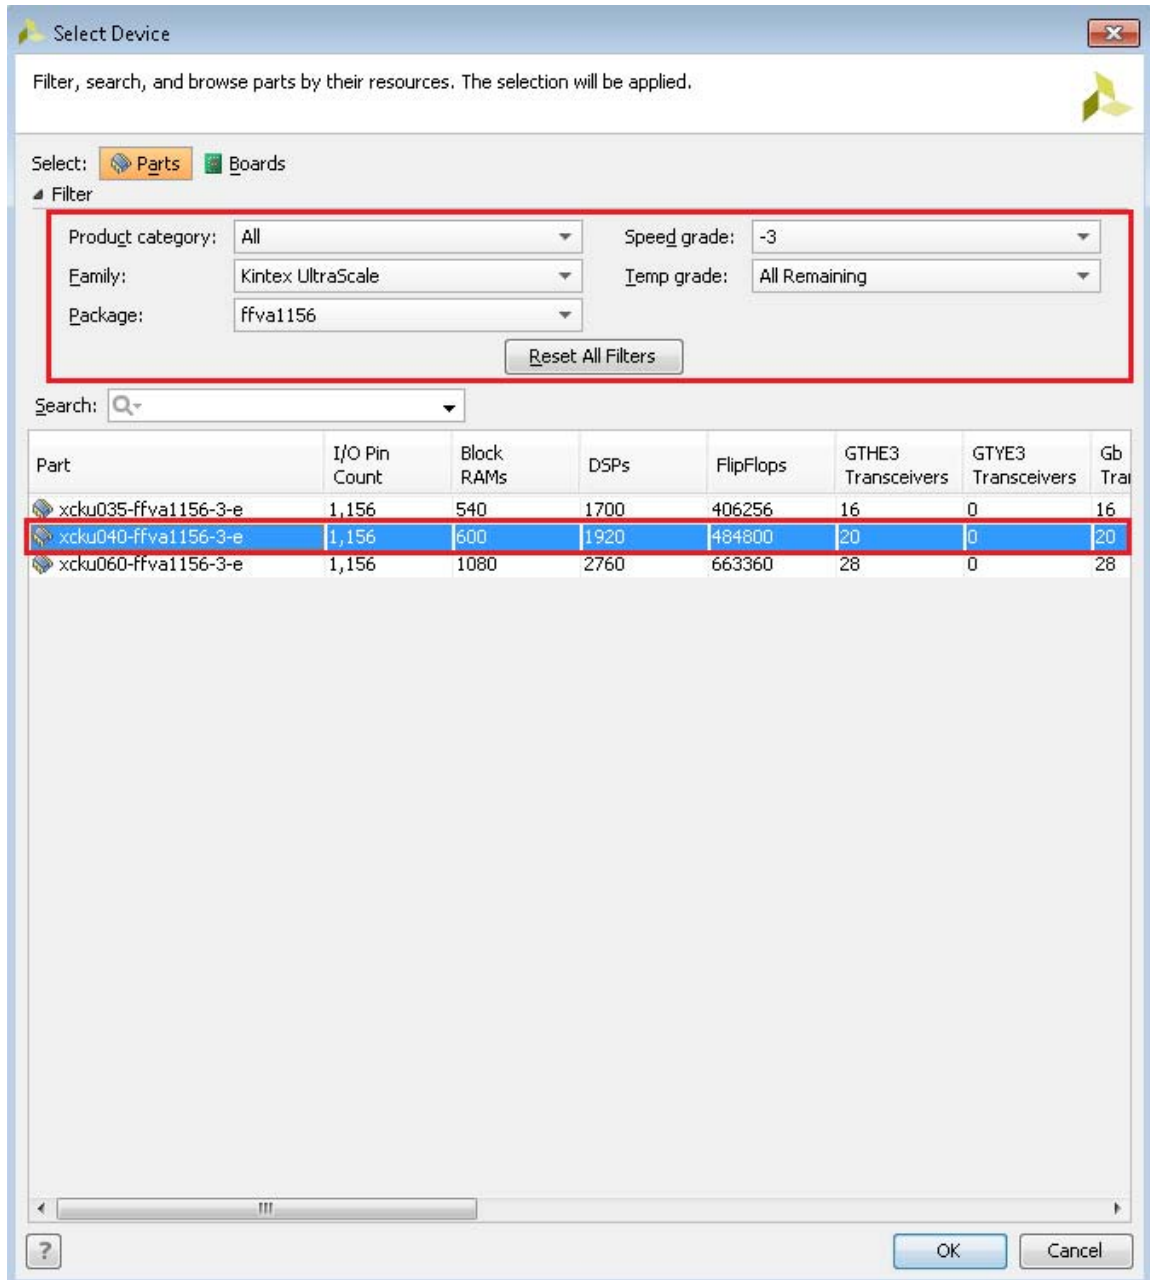 Select Device
Filter, search, and browse parts by their resources. The selection will be applied.
Select: Parts Boards
Filter
Product category: All Speed grade: -3
Family: Kintex UltraScale Temp grade: All Remaining
Package: ffva1156
Reset All Filters
Search:
Part I/O Pin Count Block RAMs DSPs FlipFlops GTHE3 Transceivers GTYE3 Transceivers Gb Tra
xcku035-ffva1156-3-e 1,156 540 1700 406256 16 0 16
xcku040-ffva1156-3-e 1,156 600 1920 484800 20 0 20
xcku060-ffva1156-3-e 1,156 1080 2760 663360 28 0 28
? OK Cancel